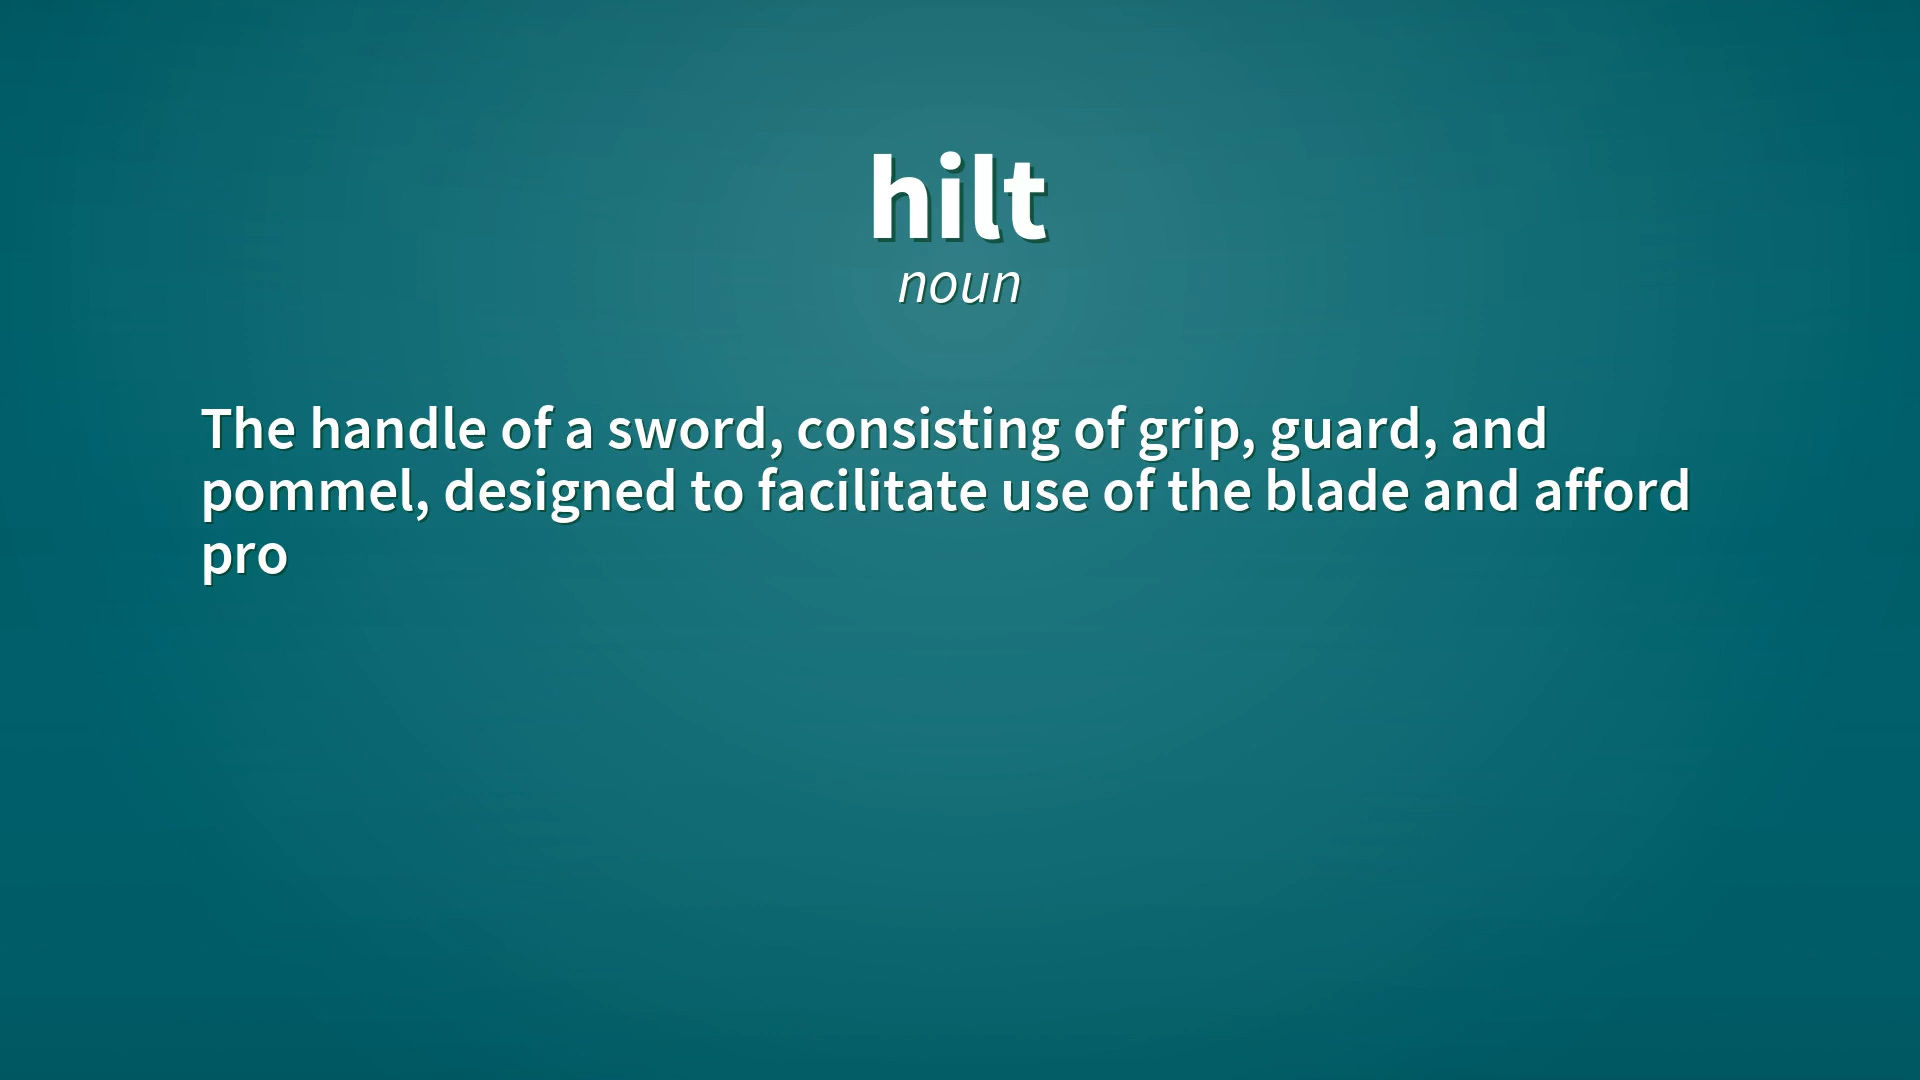 hilt
noun
The handle of a sword, consisting of grip, guard, and
pommel, designed to facilitate use of the blade and afford
pro